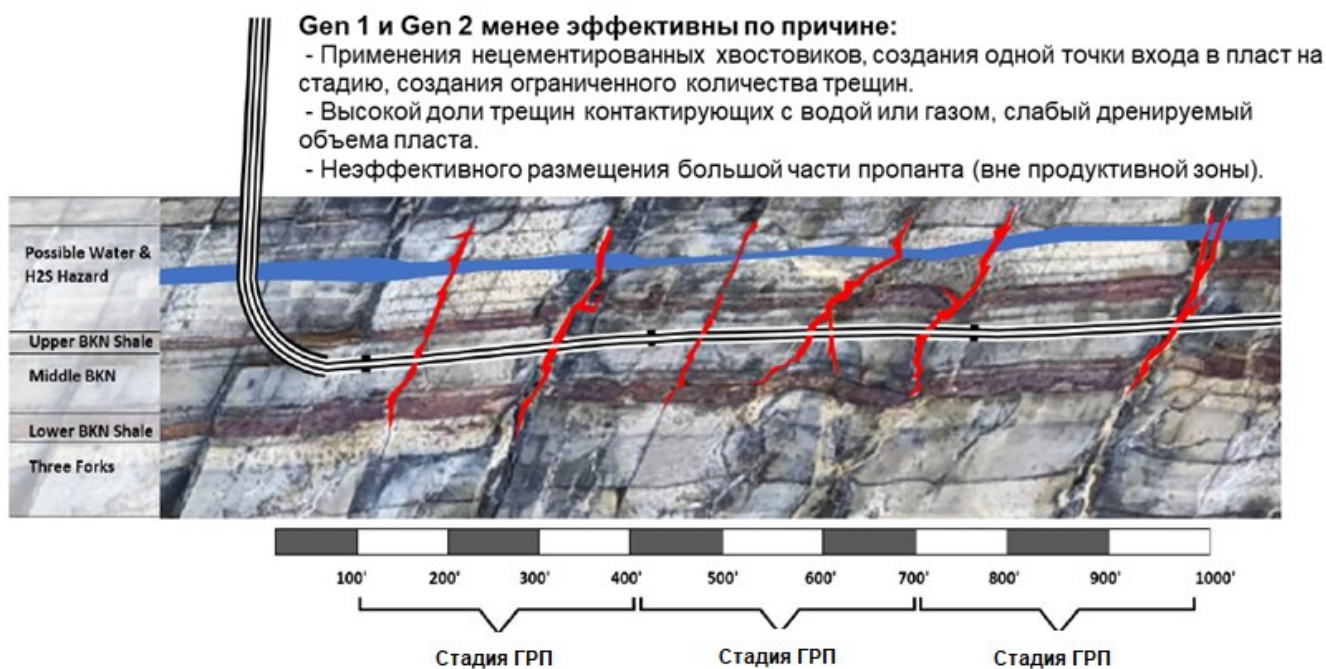 Gen 1 и Gen 2 менее эффективны по причине:
- Применения нецементированных хвостовиков, создания одной точки входа в пласт на
стадию, создания ограниченного количества трещин.
- Высокой доли трещин контактирующих с водой или газом, слабый дренируемый
объема пласта.
- Неэффективного размещения большой части пропанта (вне продуктивной зоны).
Possible Water &
H2S Hazard
Upper BKN Shale
Middle BKN
Lower BKN Shale
Three Forks
100' 200' 300' 400' 500' 600' 700' 800' 900' 1000'
Стадия ГРП Стадия ГРП Стадия ГРП